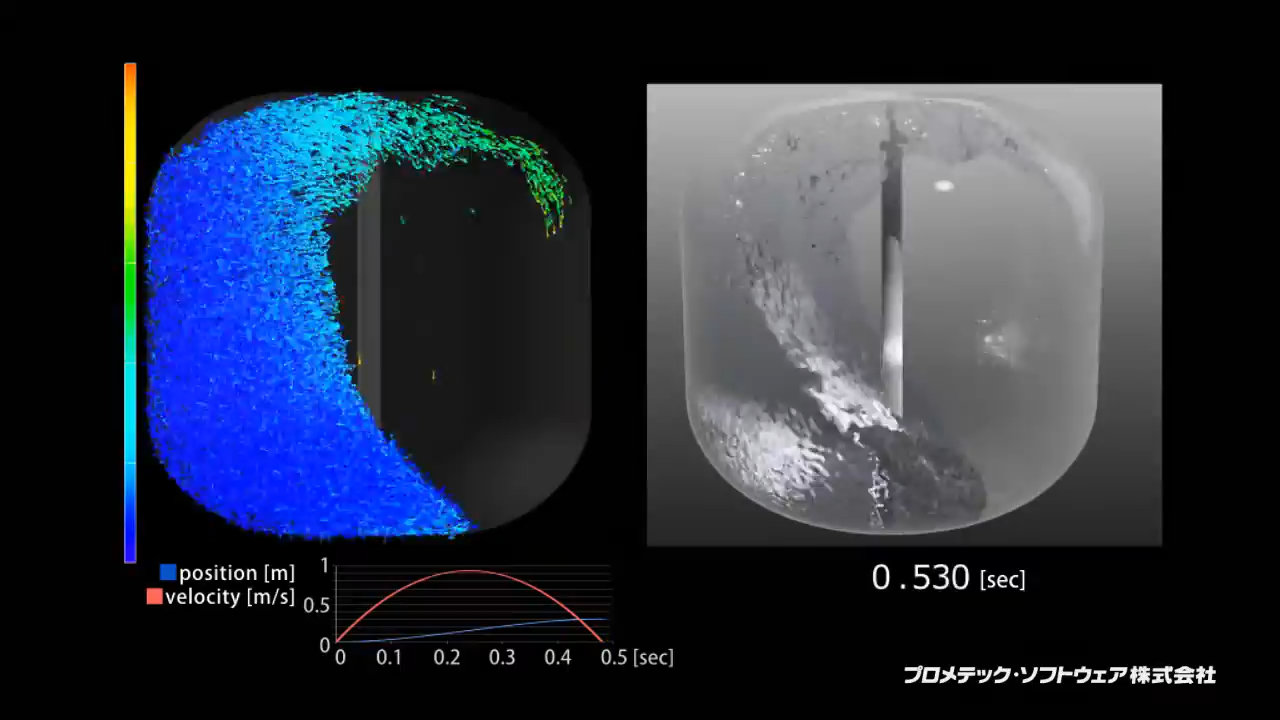 position [m]
velocity [m/s]
1
0.5
0
0 0.1 0.2 0.3 0.4 0.5 [sec]
0.530 [sec]
プロメテック・ソフトウェア株式会社